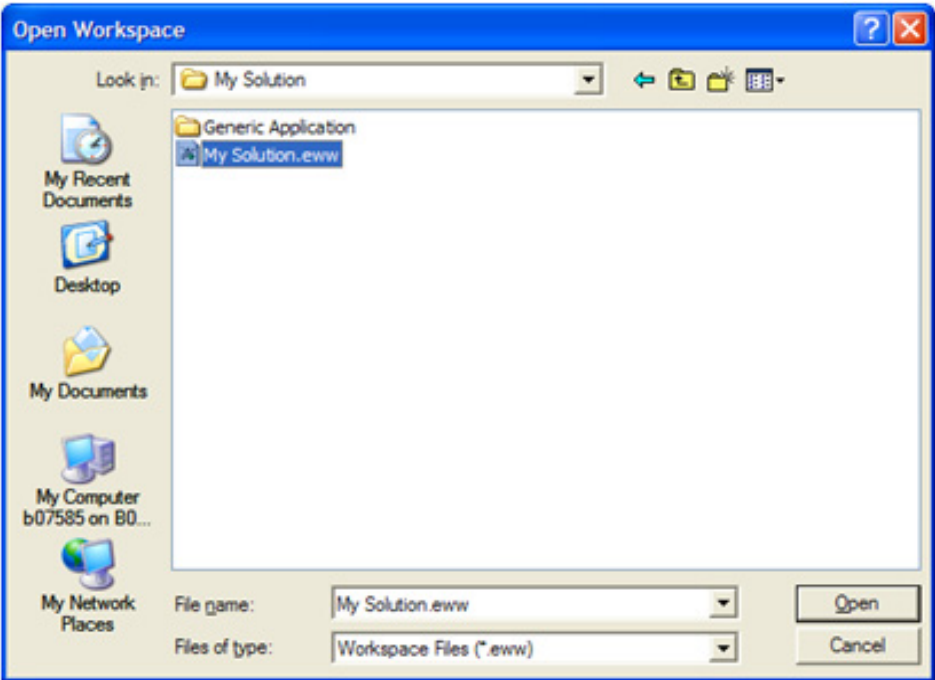 Open Workspace
Look in:
My Solution
Generic Application
My Solution.eww
My Recent
Documents
Desktop
My Documents
My Computer
b07585 on B0...
My Network
Places
File name:
My Solution.eww
Open
Files of type:
Workspace Files (*.eww)
Cancel